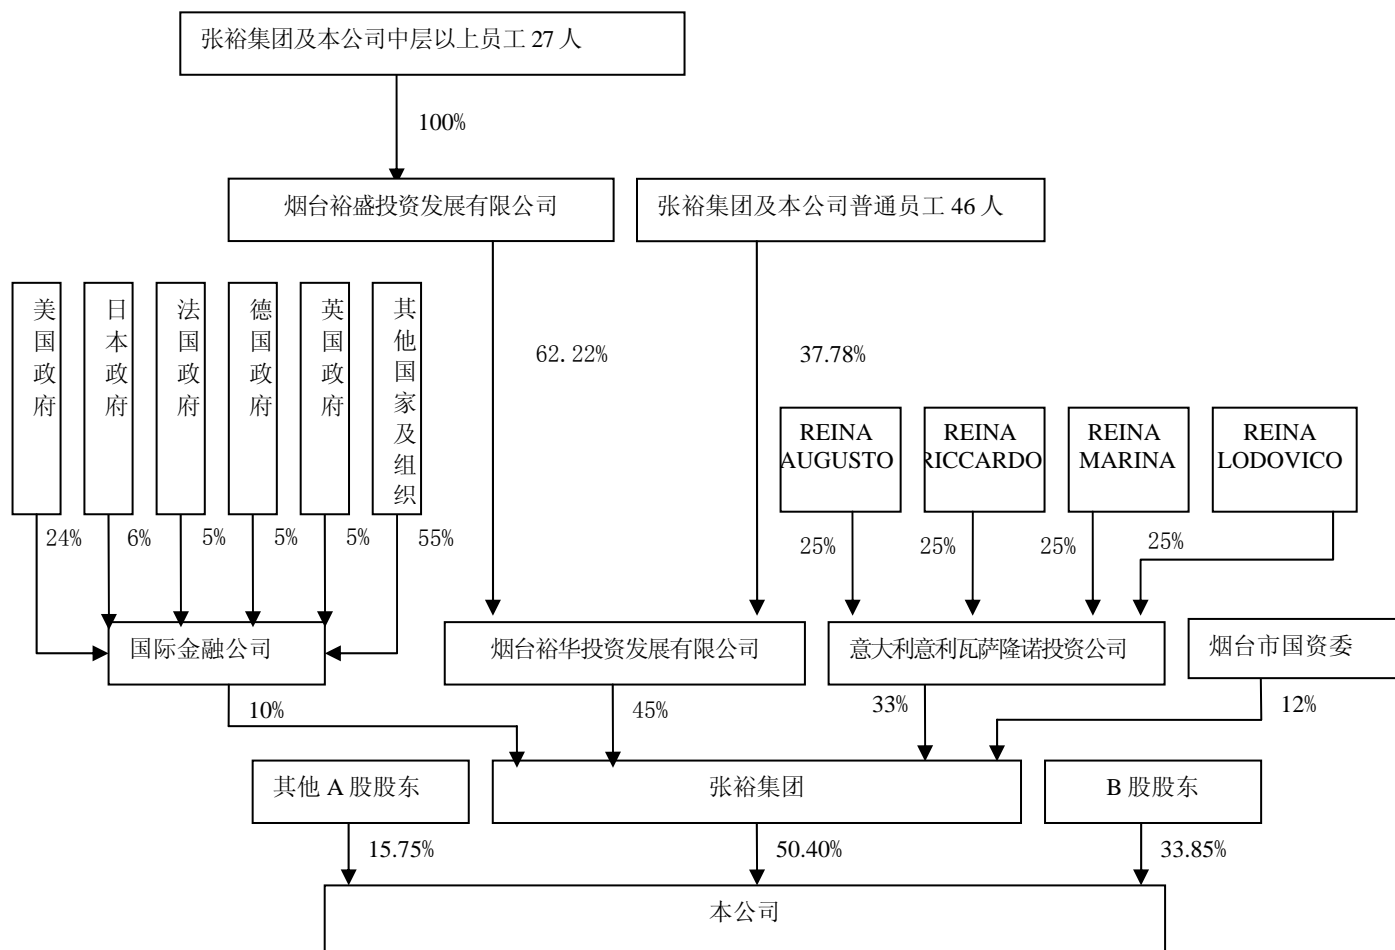 张裕集团及本公司中层以上员工 27 人
100%
烟台裕盛投资发展有限公司
张裕集团及本公司普通员工 46 人
美国政府
日本政府
法国政府
德国政府
英国政府
其他国家及组织
62.22%
37.78%
REINA
AUGUSTO
REINA
RICCARDO
REINA
MARINA
REINA
LODOVICO
24%
6%
5%
5%
5%
55%
25%
25%
25%
25%
国际金融公司
烟台裕华投资发展有限公司
意大利意利瓦萨隆诺投资公司
烟台市国资委
10%
45%
33%
12%
其他 A 股股东
张裕集团
B 股股东
15.75%
50.40%
33.85%
本公司